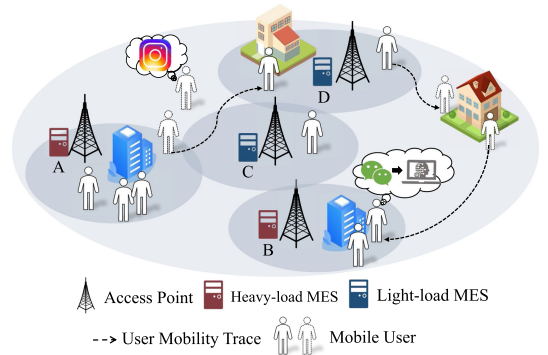 D
A
C
B
Access Point
Heavy-load MES
Light-load MES
User Mobility Trace
Mobile User